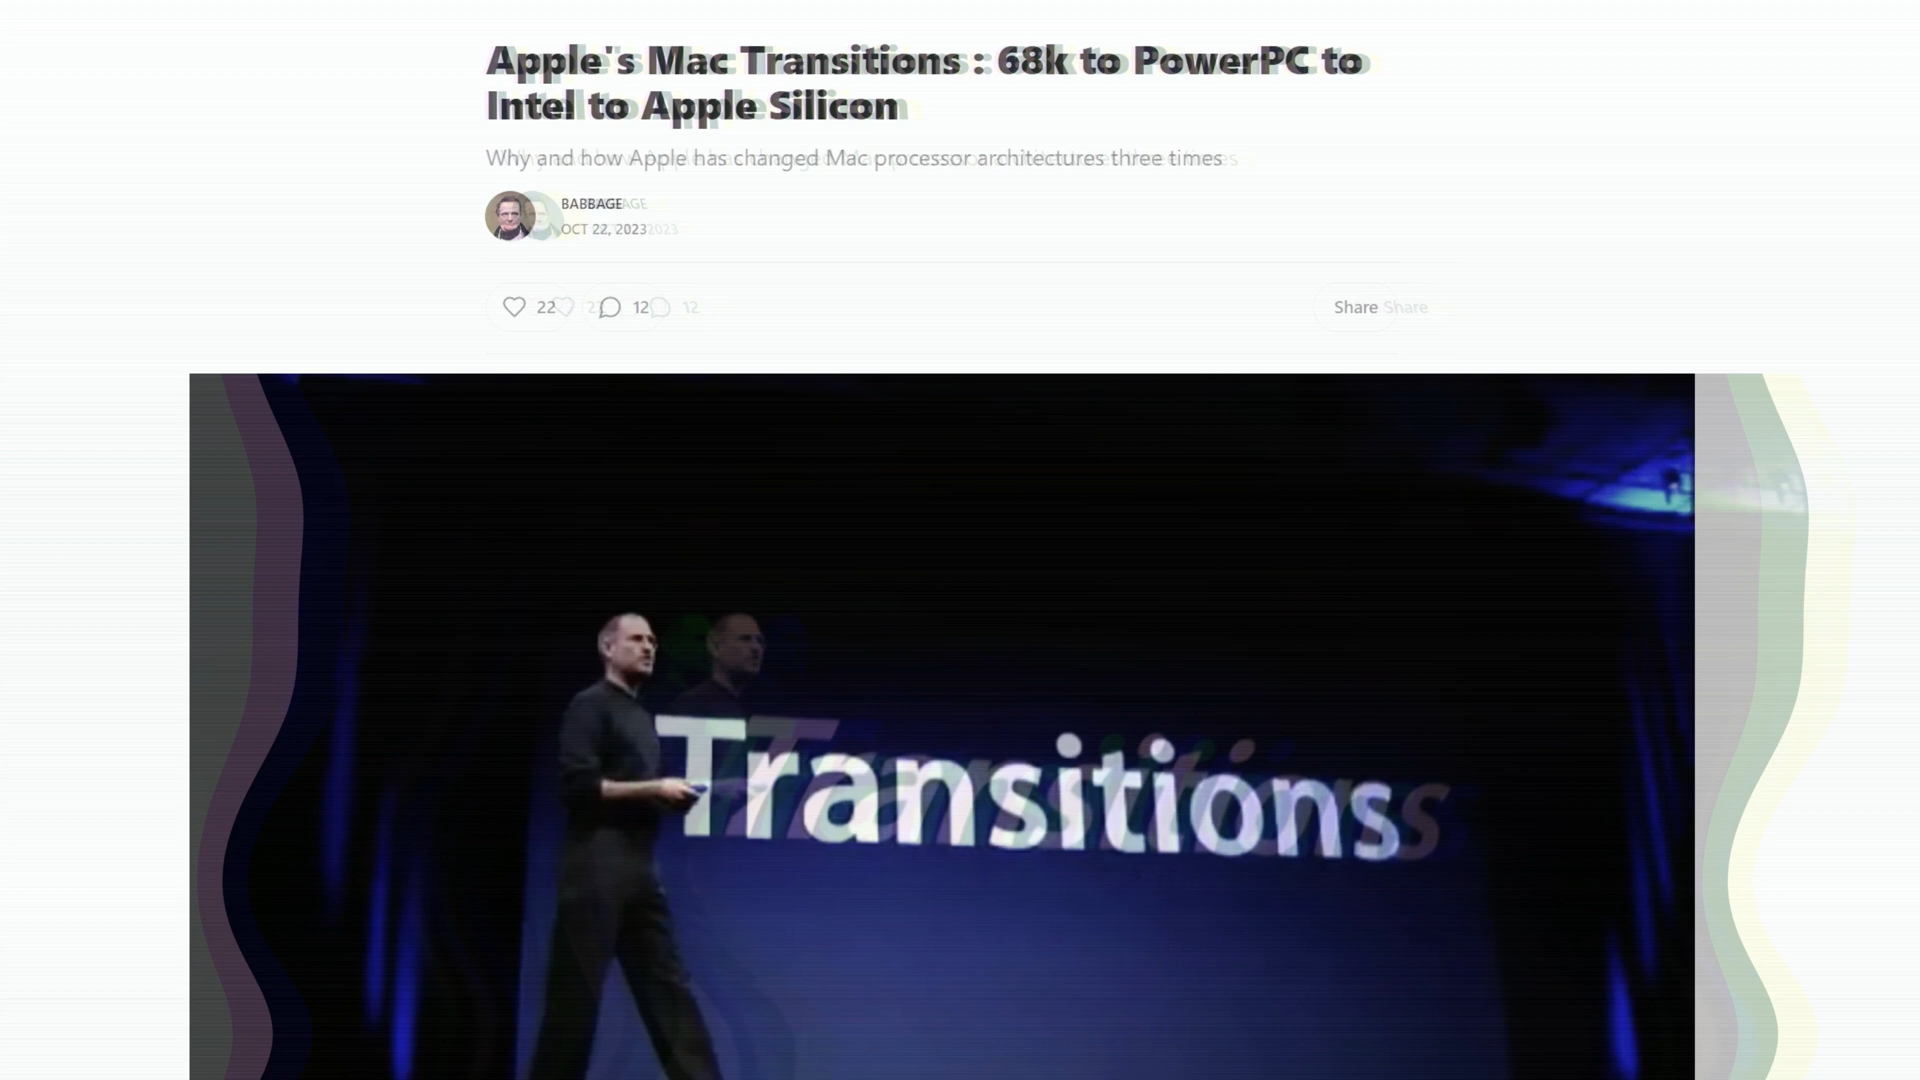 Apple's Mac Transitions : 68k to PowerPC to
Intel to Apple Silicon
Why and how Apple has changed Mac processor architectures three times
BABBAGE
OCT 22, 2023
22 12 Share
Transitions